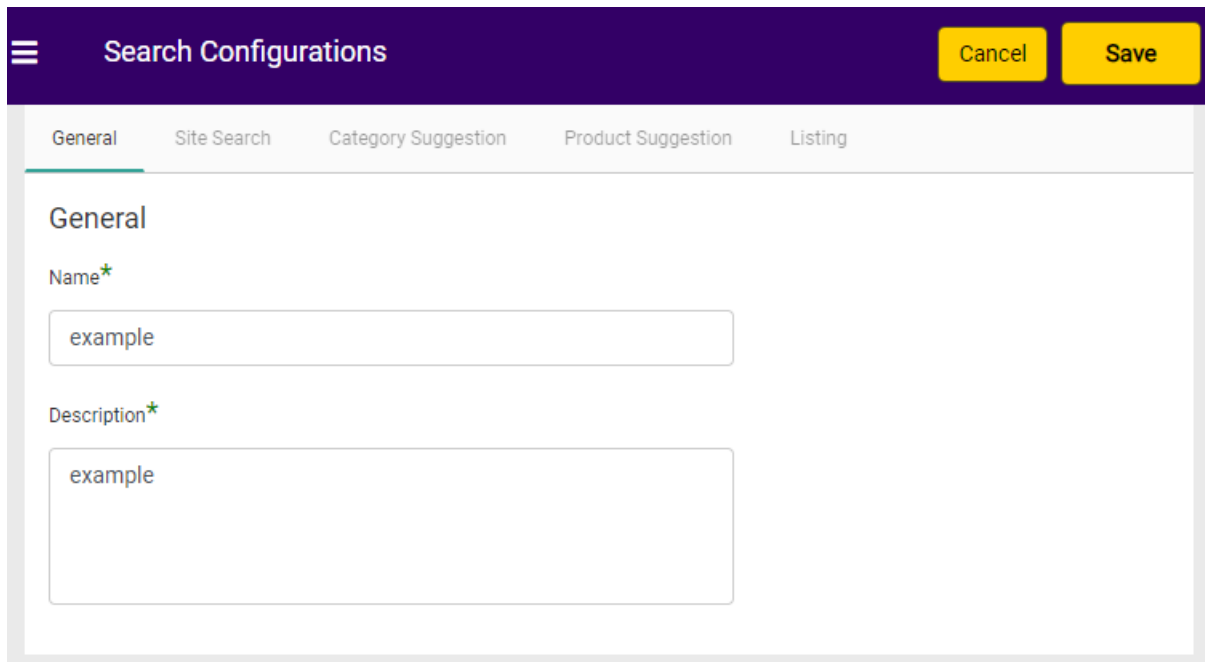 Search Configurations Cancel Save
General Site Search Category Suggestion Product Suggestion Listing
General
Name*
example
Description*
example